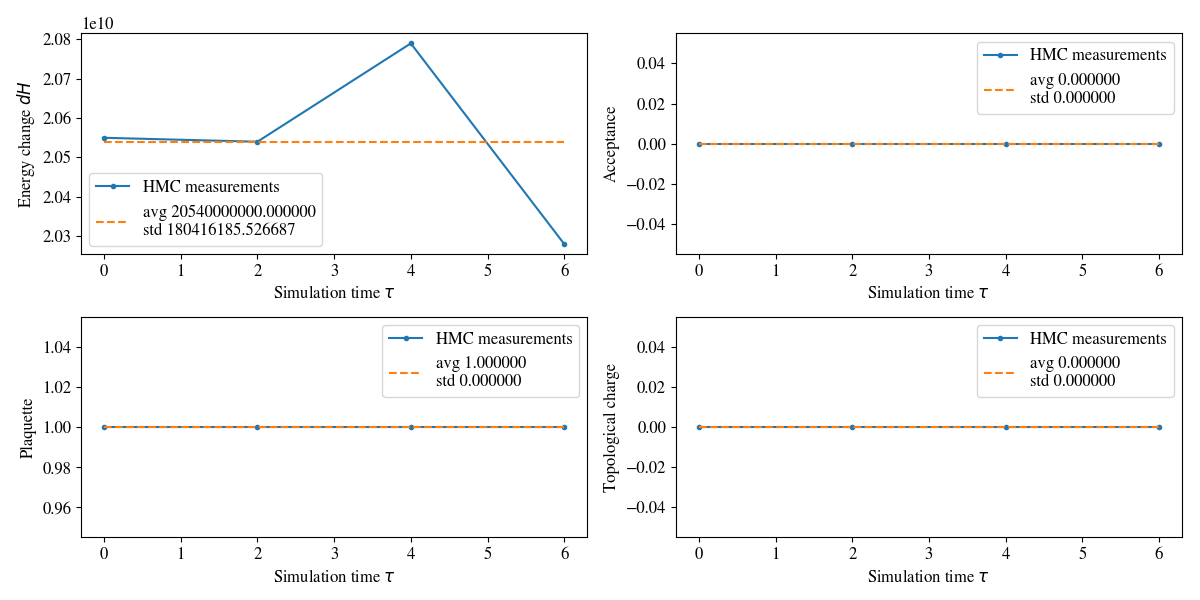 1e10
2.08
2.07
2.06
2.05
2.04
2.03
Energy change dH
HMC measurements
avg 20540000000.000000
std 180416185.526687
0 1 2 3 4 5 6
Simulation time τ
0.04
0.02
0.00
−0.02
−0.04
Acceptance
HMC measurements
avg 0.000000
std 0.000000
0 1 2 3 4 5 6
Simulation time τ
1.04
1.02
1.00
0.98
0.96
Plaquette
HMC measurements
avg 1.000000
std 0.000000
0 1 2 3 4 5 6
Simulation time τ
0.04
0.02
0.00
−0.02
−0.04
Topological charge
HMC measurements
avg 0.000000
std 0.000000
0 1 2 3 4 5 6
Simulation time τ